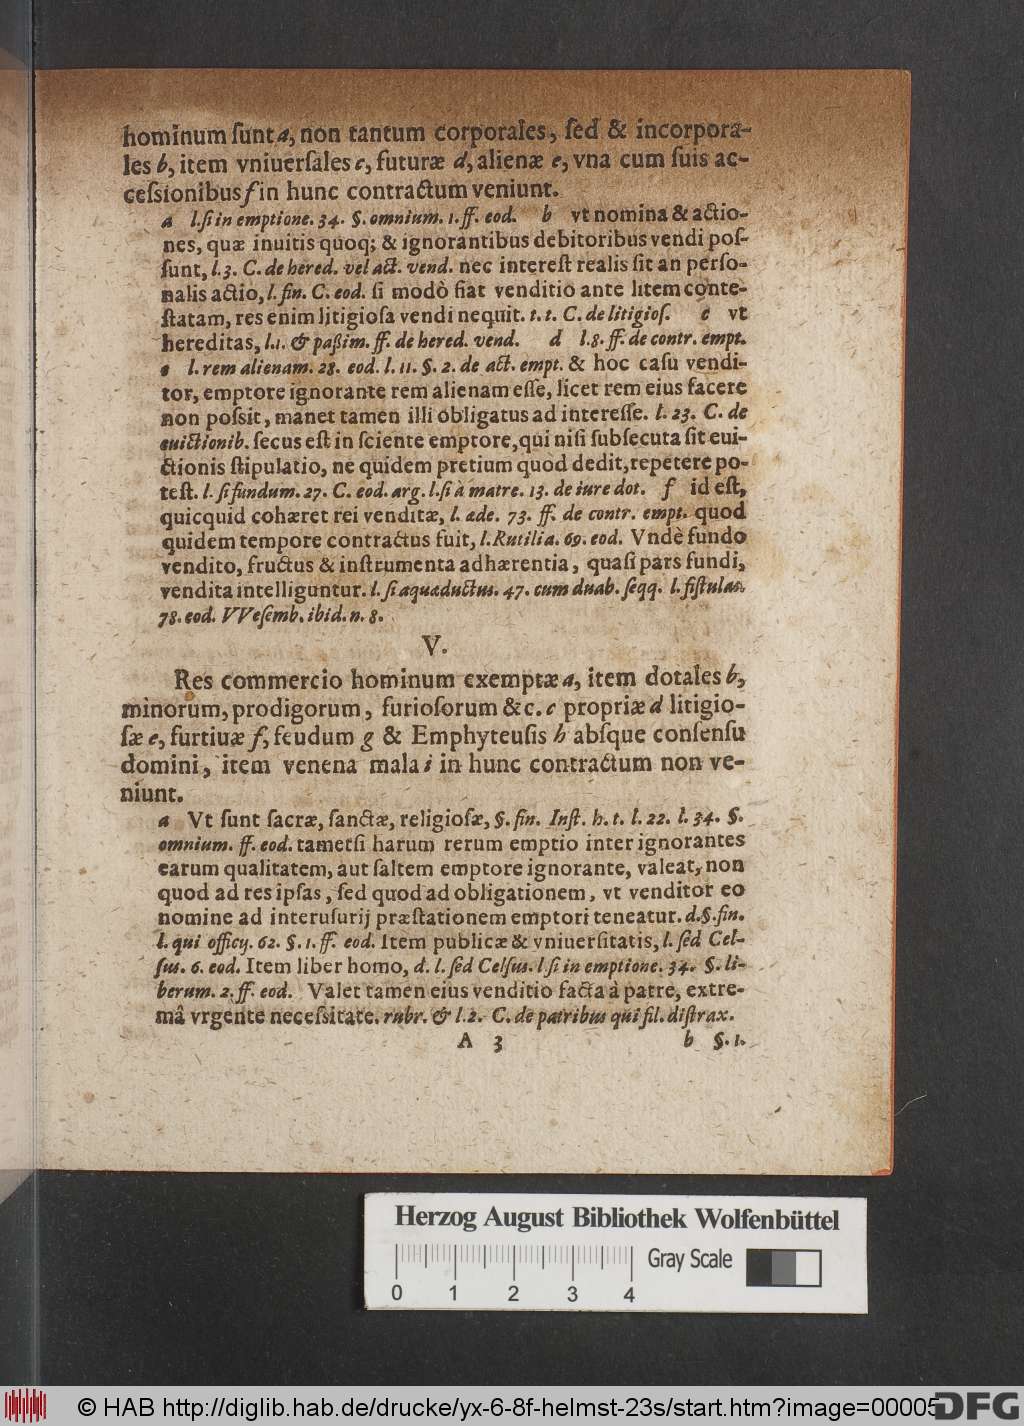 hominum ſunt a, non tantum corporales, ſed & incorpora-
les b, item vniuerſales c, futuræ d, alienæ e, vna cum ſuis ac-
ceſsionibus f in hunc contractum veniunt.
a l. ſi in emptione. 34. §. omnium. 1. ff. eod. b vt nomina & actio-
nes, quæ inuitis quoq; & ignorantibus debitoribus vendi poſ-
ſunt, l. 3. C. de hered. vel act. vend. nec intereſt realis ſit an perſo-
nalis actio, l. fin. C. eod. ſi modò fiat venditio ante litem conte-
ſtatam, res enim litigioſa vendi nequit. t. t. C. de litigioſ. c vt
hereditas, l. 1. & paßim. ff. de hered. vend. d l. 8. ff. de contr. empt.
e l. rem alienam. 28. eod. l. 11. §. 2. de act. empt. & hoc caſu vendi-
tor, emptore ignorante rem alienam eſſe, licet rem eius facere
non poſsit, manet tamen illi obligatus ad intereſſe. l. 23. C. de
euictionib. ſecus eſt in ſciente emptore, qui niſi ſubſecuta ſit eui-
ctionis ſtipulatio, ne quidem pretium quod dedit, repetere po-
teſt. l. ſi fundum. 27. C. eod. arg. l. ſi à matre. 13. de iure dot. f id eſt,
quicquid cohæret rei venditæ, l. æde. 73. ff. de contr. empt. quod
quidem tempore contractus fuit, l. Rutilia. 69. eod. Vndè fundo
vendito, fructus & inſtrumenta adhærentia, quaſi pars fundi,
vendita intelliguntur. l. ſi aquæductus. 47. cum duab. ſeqq. l. fiſtulas.
78. eod. VVeſemb. ibid. n. 8.
V.
Res commercio hominum exemptæ a, item dotales b,
minorum, prodigorum, furioſorum & c. c propriæ d litigio-
ſæ e, furtiuæ f, feudum g & Emphyteuſis h abſque conſenſu
domini, item venena mala i in hunc contractum non ve-
niunt.
a Vt ſunt ſacræ, ſanctæ, religioſæ, §. fin. Inſt. h. t. l. 22. l. 34. §.
omnium. ff. eod. tametſi harum rerum emptio inter ignorantes
earum qualitatem, aut ſaltem emptore ignorante, valeat, non
quod ad res ipſas, ſed quod ad obligationem, vt venditor eo
nomine ad interuſurij præſtationem emptori teneatur. d. §. fin.
l. qui officij. 62. §. 1. ff. eod. Item publicæ & vniuerſitatis, l. ſed Cel-
ſus. 6. eod. Item liber homo, d. l. ſed Celſus. l ſi in emptione. 34. §. li-
berum. 2. ff. eod. Valet tamen eius venditio facta à patre, extre-
mâ vrgente neceſsitate. rubr. & l. 2. C. de patribus qui fil. diſtrax.
A 3 b §. 1.
Herzog August Bibliothek Wolfenbüttel
Gray Scale
0 1 2 3 4
© HAB http://diglib.hab.de/drucke/yx-6-8f-helmst-23s/start.htm?image=00005
DFG